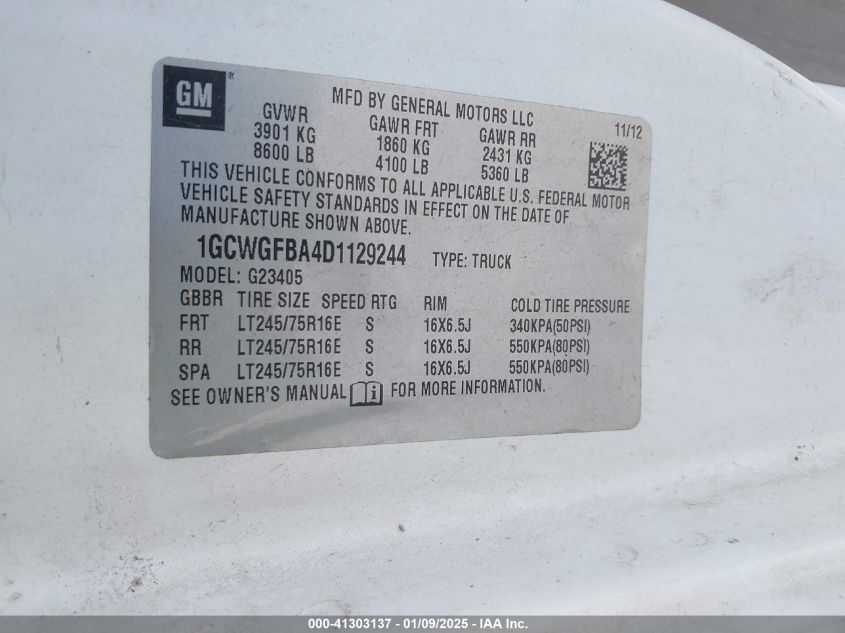 GM ®
MFD BY GENERAL MOTORS LLC
11/12
GVWR GAWR FRT GAWR RR
3901 KG 1860 KG 2431 KG
8600 LB 4100 LB 5360 LB
THIS VEHICLE CONFORMS TO ALL APPLICABLE U.S. FEDERAL MOTOR
VEHICLE SAFETY STANDARDS IN EFFECT ON THE DATE OF
MANUFACTURE SHOWN ABOVE.
1GCWGFBA4D1129244 TYPE: TRUCK
MODEL: G23405
GBBR TIRE SIZE SPEED RTG RIM COLD TIRE PRESSURE
FRT LT245/75R16E S 16X6.5J 340KPA(50PSI)
RR LT245/75R16E S 16X6.5J 550KPA(80PSI)
SPA LT245/75R16E S 16X6.5J 550KPA(80PSI)
SEE OWNER'S MANUAL i FOR MORE INFORMATION.
000-41303137 - 01/09/2025 - IAA Inc.